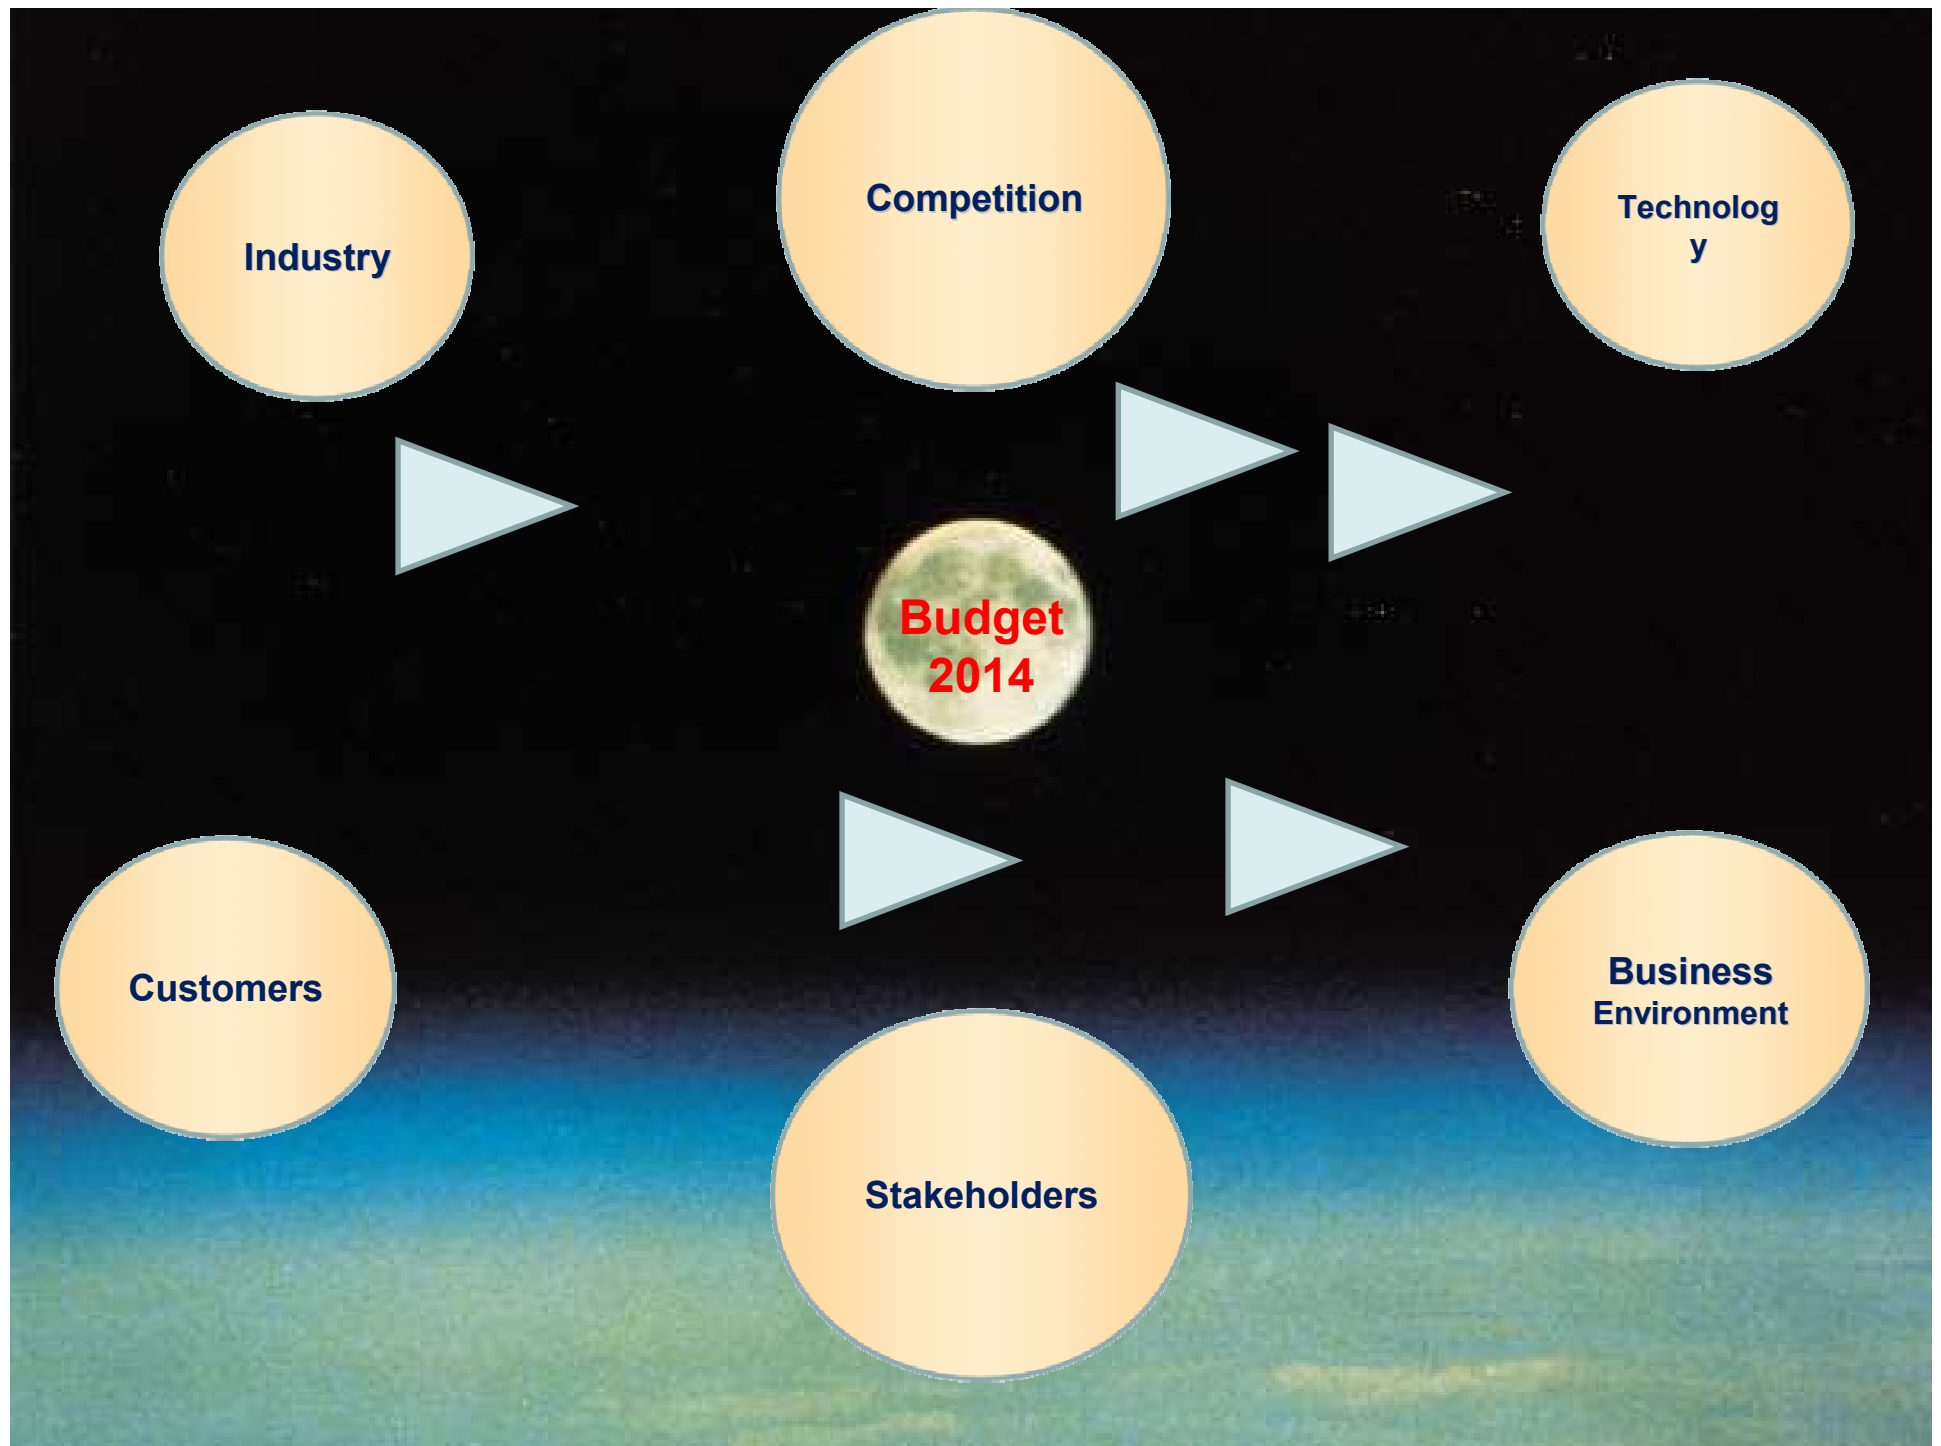 Competition
Technolog
y
Industry
Budget
2014
Customers
Business
Environment
Stakeholders